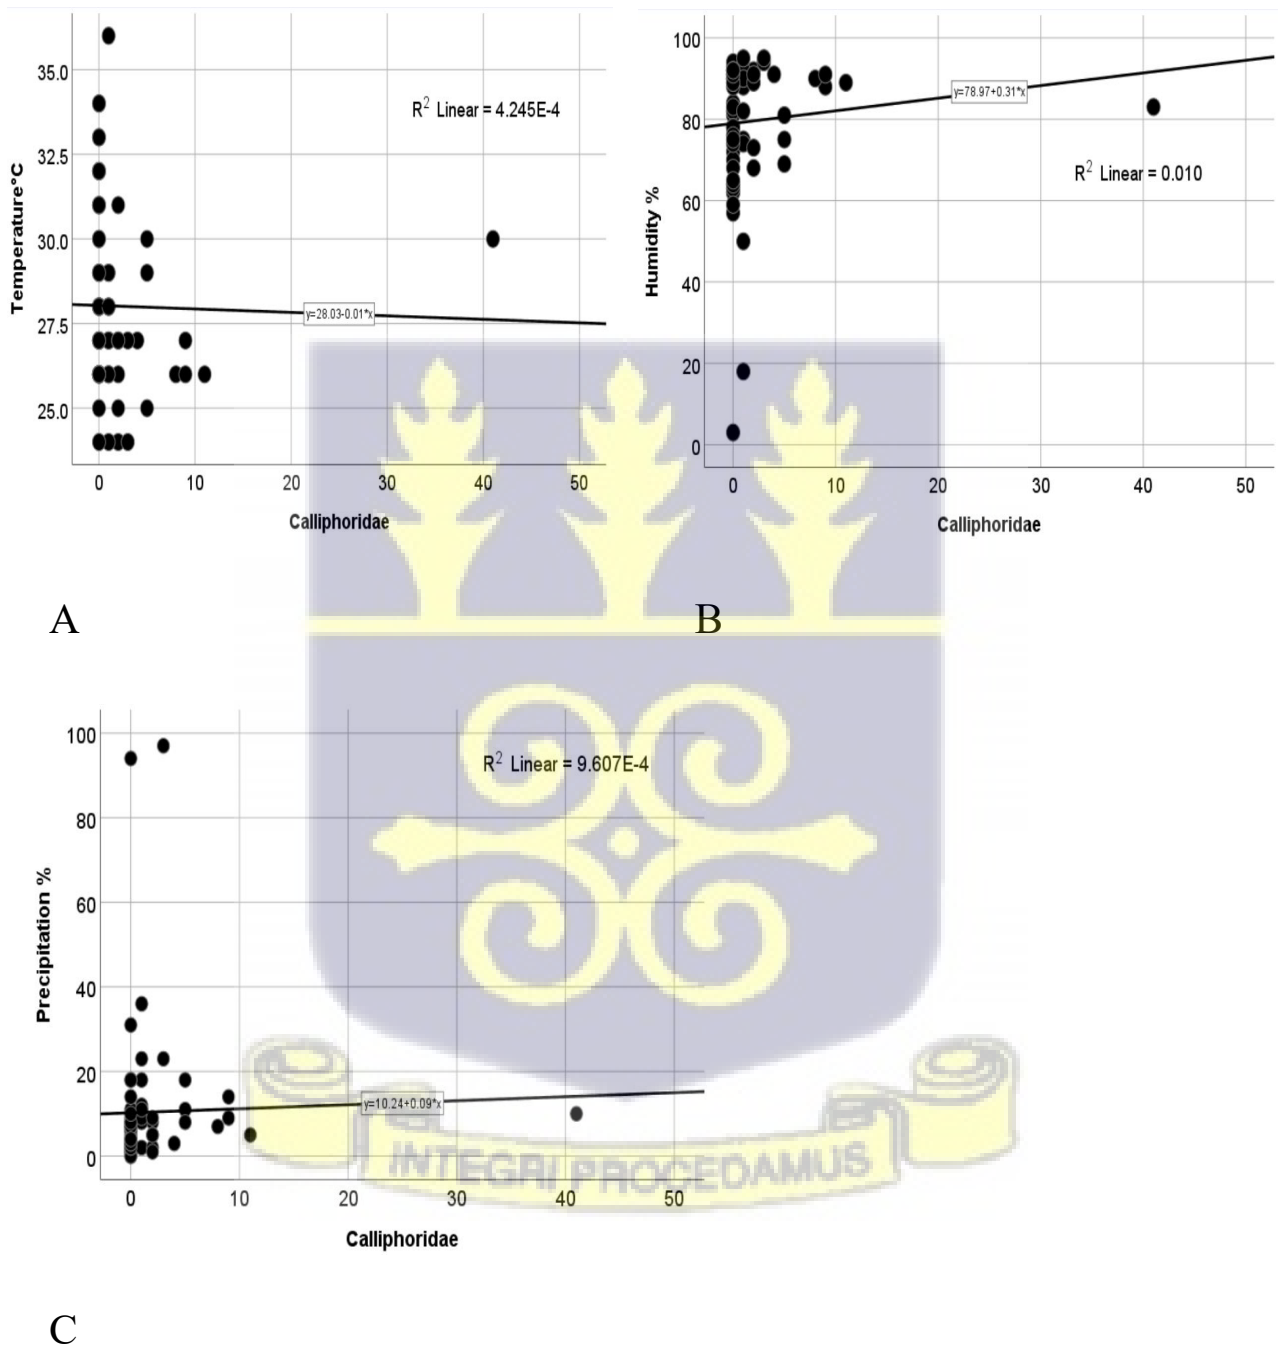 35.0
32.5
30.0
27.5
25.0
Temperature°C
R² Linear = 4.245E-4
y=28.03-0.01*x
0 10 20 30 40 50
Calliphoridae
A
100
80
60
40
20
0
Humidity %
y=78.97+0.31*x
R² Linear = 0.010
0 10 20 30 40 50
Calliphoridae
B
100
80
60
40
20
0
Precipitation %
R² Linear = 9.607E-4
y=10.24+0.09*x
INTEGRI PROCEDAMUS
0 10 20 30 40 50
Calliphoridae
C